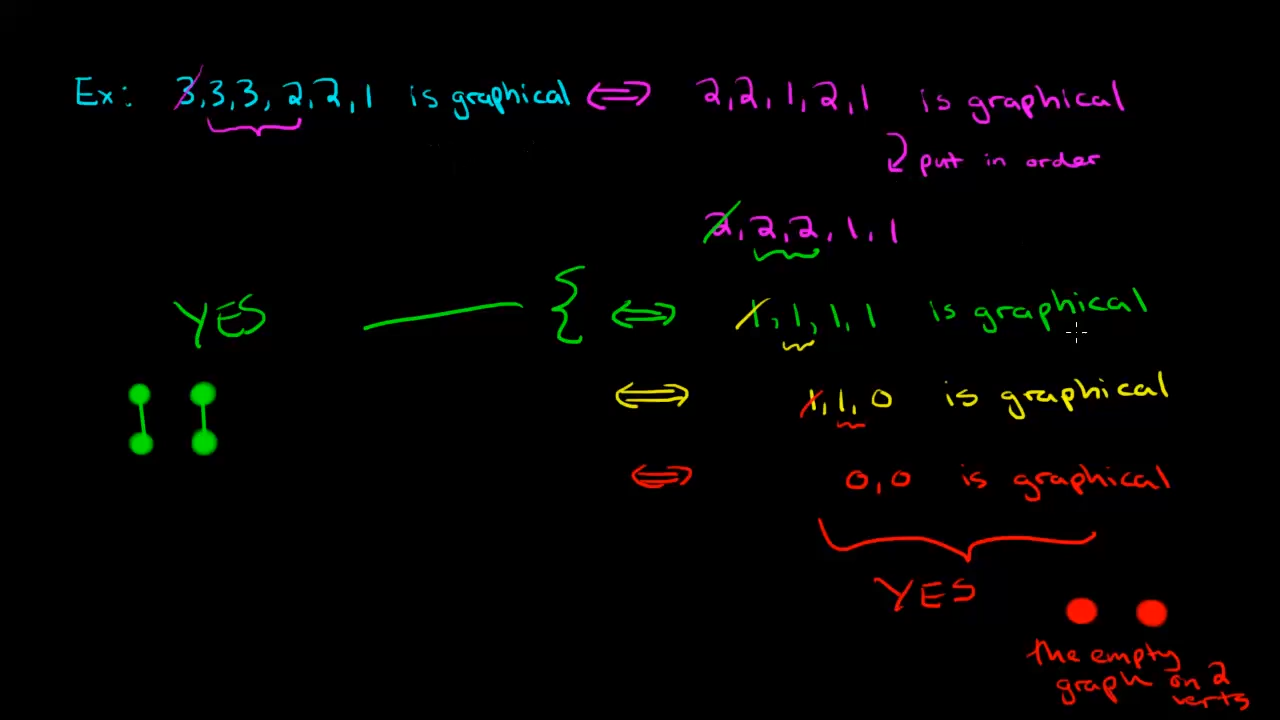 Ex: 3,3,3,2,2,1 is graphical ⟺ 2,2,1,2,1 is graphical
put in order
2,2,2,1,1
YES { ⟺ 1,1,1,1 is graphical
⟺ 1,1,0 is graphical
⟺ 0,0 is graphical
YES
the empty
graph on 2
verts